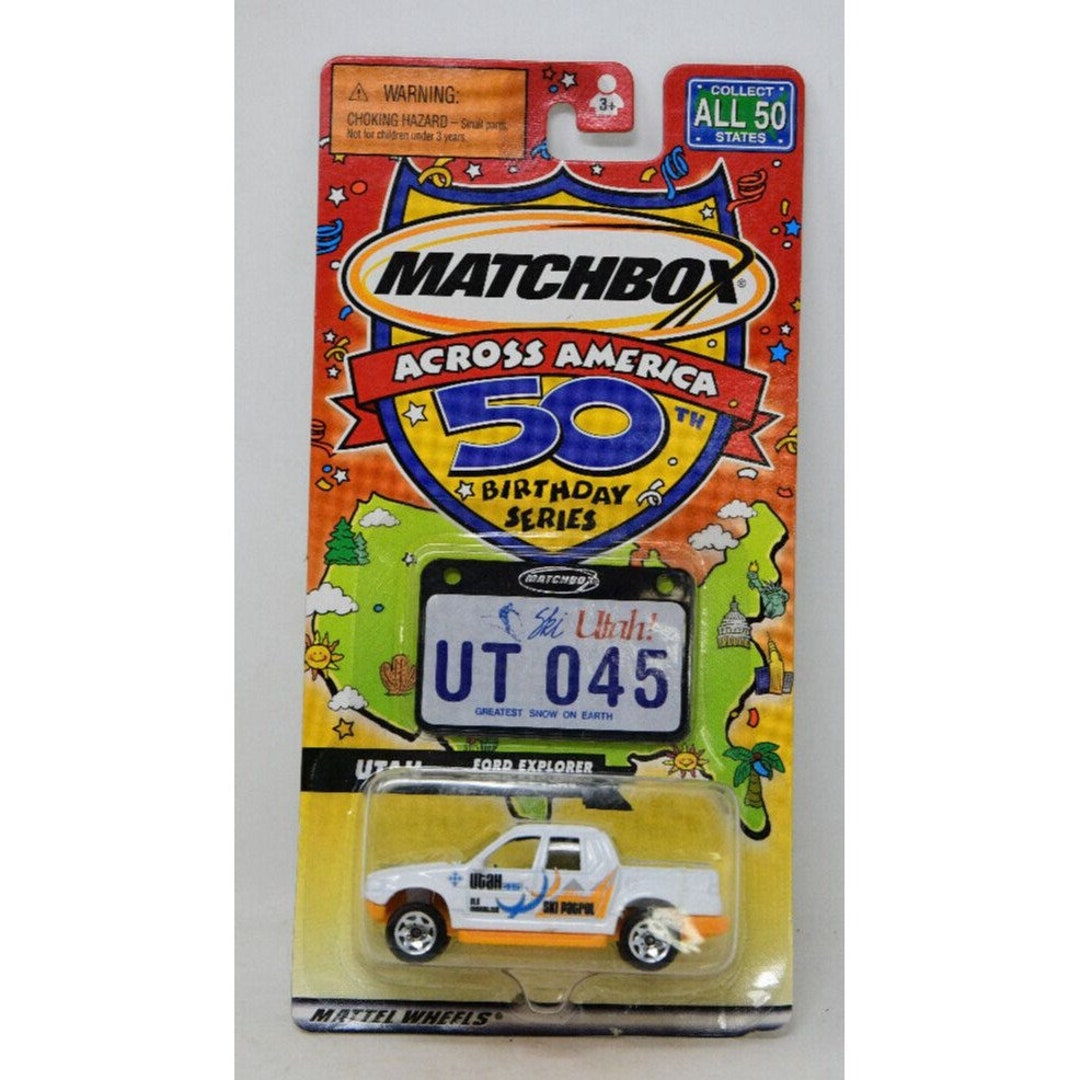 WARNING:
CHOKING HAZARD – Small parts.
Not for children under 3 years.
3+
COLLECT
ALL 50
STATES
MATCHBOX®
ACROSS AMERICA
50TH
BIRTHDAY
SERIES
MATCHBOX
Ski Utah!
UT 045
GREATEST SNOW ON EARTH
UTAH
FORD EXPLORER
UTAH
SKI PATROL
MATTEL WHEELS®